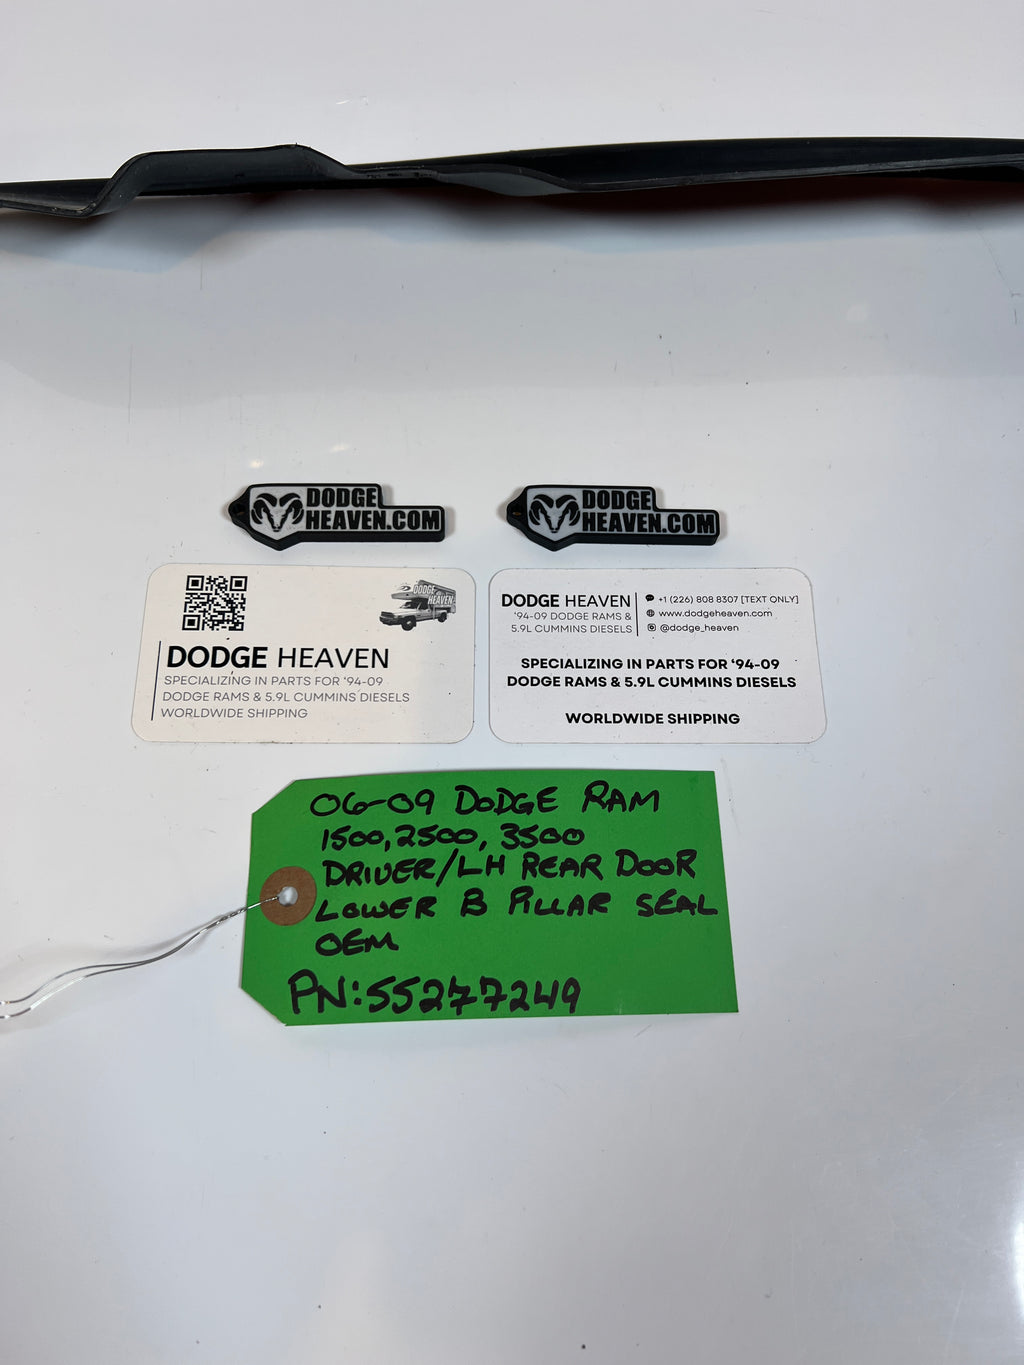 DODGE
HEAVEN.COM
DODGE
HEAVEN.COM
DODGE
HEAVEN
DODGE HEAVEN
SPECIALIZING IN PARTS FOR ‘94-09
DODGE RAMS & 5.9L CUMMINS DIESELS
WORLDWIDE SHIPPING
DODGE HEAVEN
‘94-09 DODGE RAMS &
5.9L CUMMINS DIESELS
+1 (226) 808 8307 [TEXT ONLY]
www.dodgeheaven.com
@dodge_heaven
SPECIALIZING IN PARTS FOR ‘94-09
DODGE RAMS & 5.9L CUMMINS DIESELS
WORLDWIDE SHIPPING
06-09 DODGE RAM
1500, 2500, 3500
DRIVER/LH REAR DOOR
LOWER B PILLAR SEAL
OEM
PN:55277249